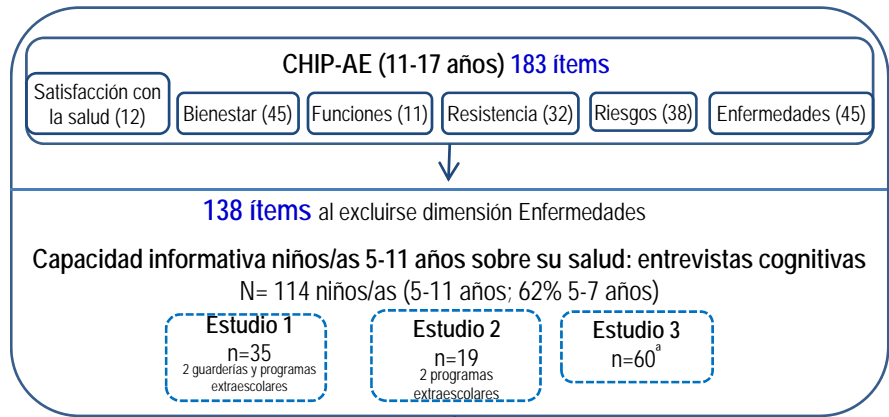 CHIP-AE (11-17 años) 183 ítems
Satisfacción con
la salud (12)
Bienestar (45)
Funciones (11)
Resistencia (32)
Riesgos (38)
Enfermedades (45)
138 ítems al excluirse dimensión Enfermedades
Capacidad informativa niños/as 5-11 años sobre su salud: entrevistas cognitivas
N= 114 niños/as (5-11 años; 62% 5-7 años)
Estudio 1
n=35
2 guarderías y programas
extraescolares
Estudio 2
n=19
2 programas
extraescolares
Estudio 3
n=60ª